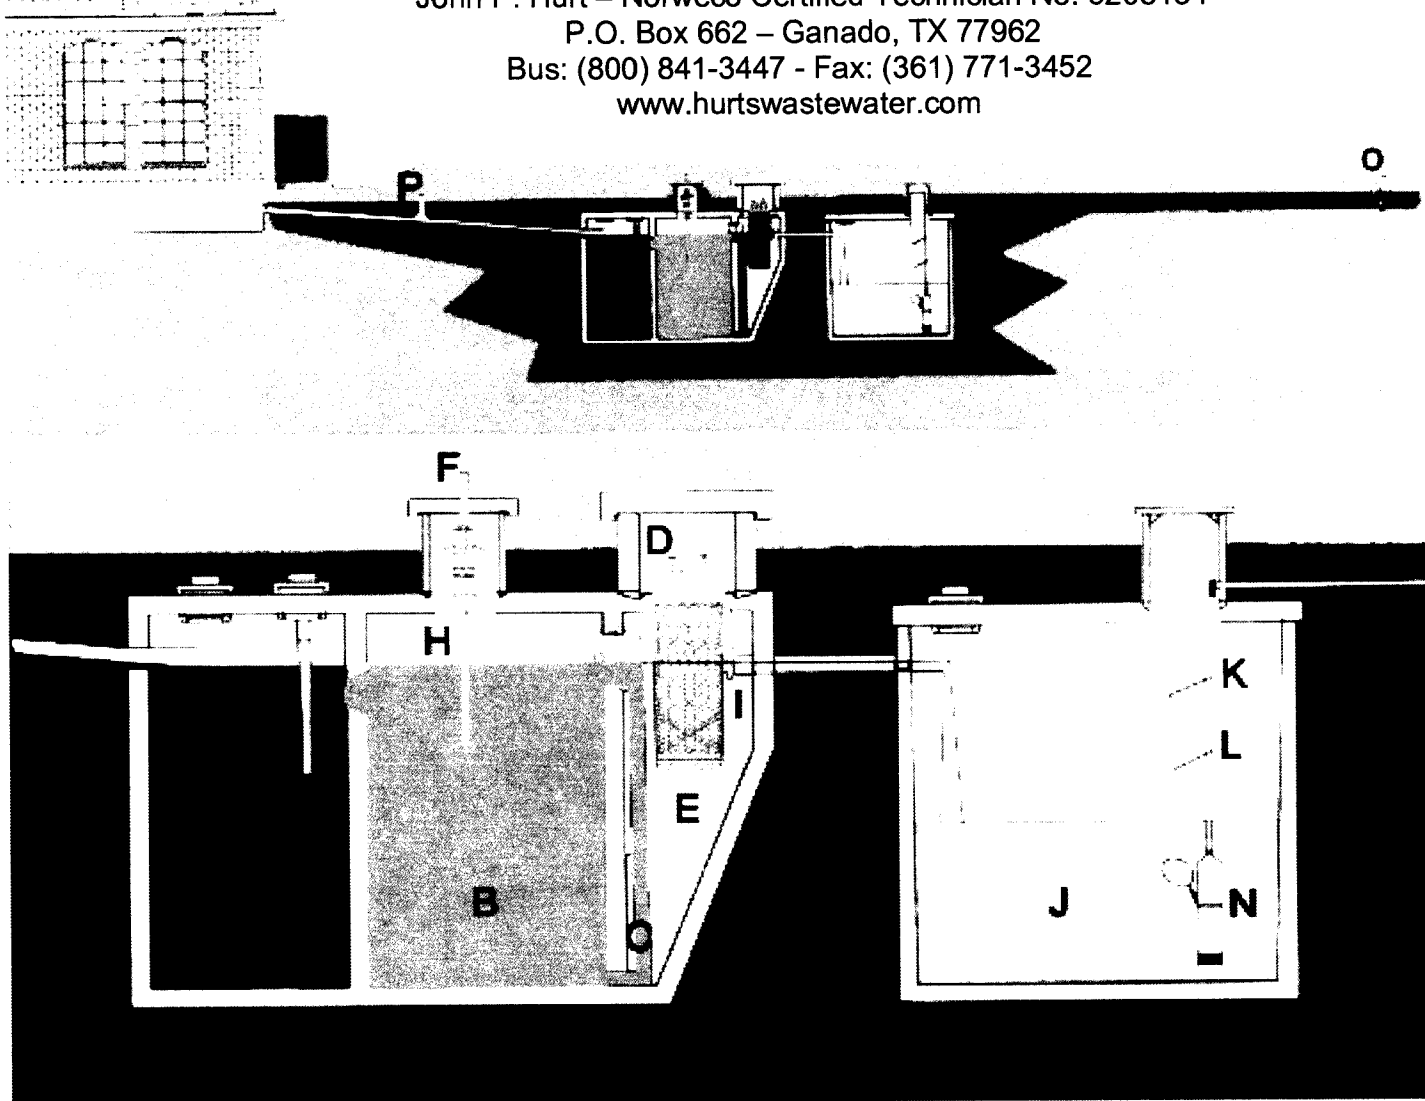 P.O. Box 662 – Ganado, TX 77962
Bus: (800) 841-3447 - Fax: (361) 771-3452
www.hurtswastewater.com
O
P
F
D
H
K
I
L
E
B
J
N
O